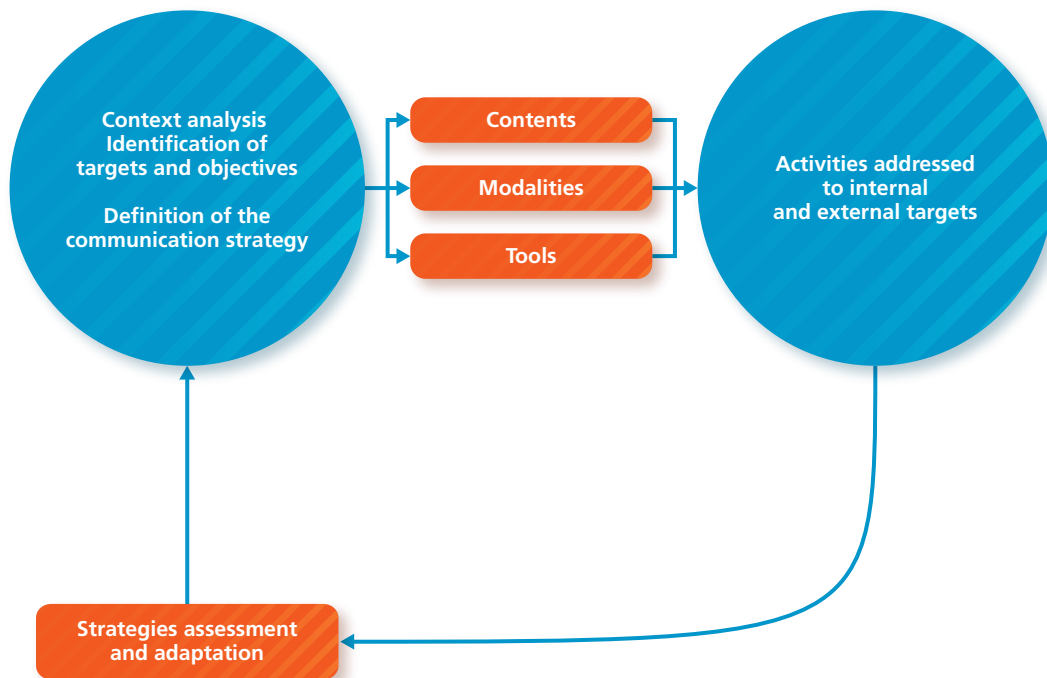 Context analysis
Identification of
targets and objectives
Definition of the
communication strategy
Contents
Modalities
Tools
Activities addressed
to internal
and external targets
Strategies assessment
and adaptation